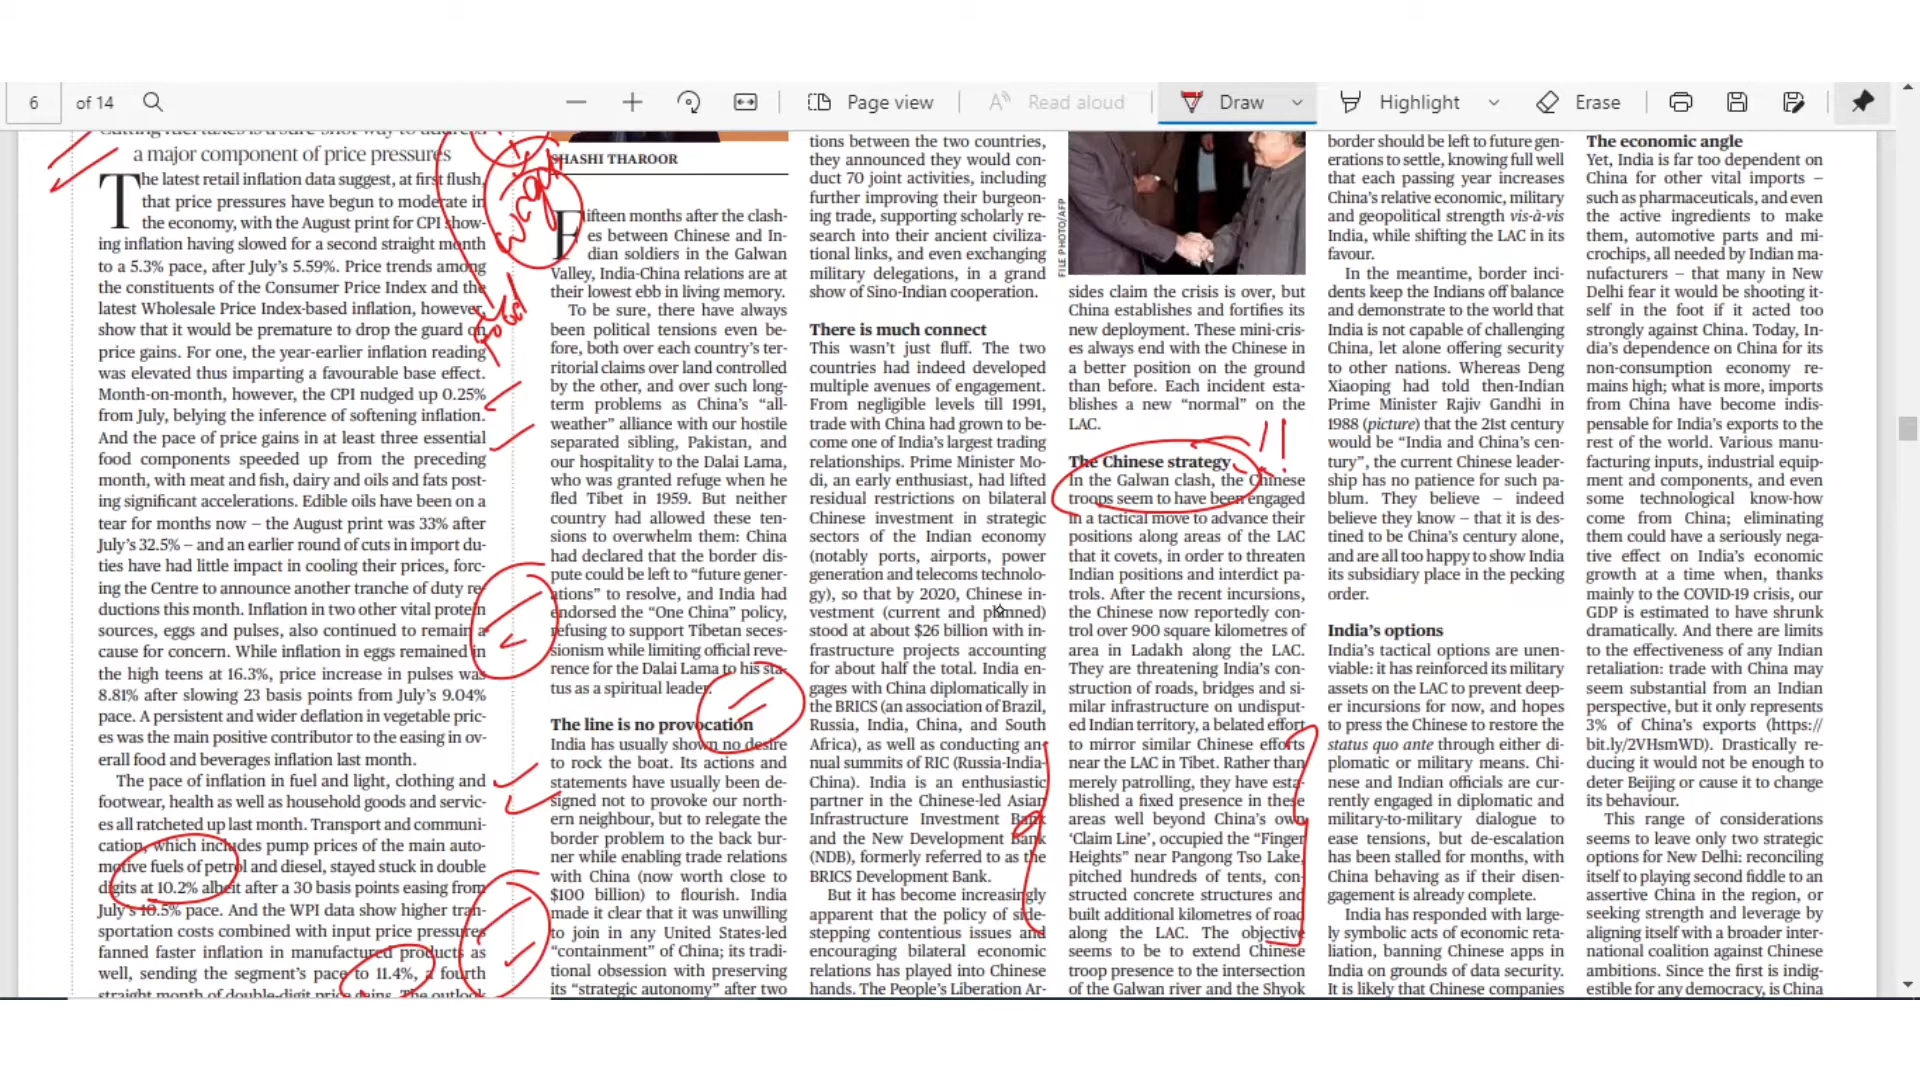 6
of 14
Page view
Read aloud
Draw
Highlight
Erase
a major component of price pressures
The latest retail inflation data suggest, at first flush,
that price pressures have begun to moderate in
the economy, with the August print for CPI show-
ing inflation having slowed for a second straight month
to a 5.3% pace, after July's 5.59%. Price trends among
the constituents of the Consumer Price Index and the
latest Wholesale Price Index-based inflation, however,
show that it would be premature to drop the guard on
price gains. For one, the year-earlier inflation reading
was elevated thus imparting a favourable base effect.
Month-on-month, however, the CPI nudged up 0.25%
from July, belying the inference of softening inflation.
And the pace of price gains in at least three essential
food components speeded up from the preceding
month, with meat and fish, dairy and oils and fats post-
ing significant accelerations. Edible oils have been on a
tear for months now – the August print was 33% after
July's 32.5% – and an earlier round of cuts in import du-
ties have had little impact in cooling their prices, forc-
ing the Centre to announce another tranche of duty re-
ductions this month. Inflation in two other vital protein
sources, eggs and pulses, also continued to remain a
cause for concern. While inflation in eggs remained in
the high teens at 16.3%, price increase in pulses was
8.81% after slowing 23 basis points from July's 9.04%
pace. A persistent and wider deflation in vegetable pric-
es was the main positive contributor to the easing in ov-
erall food and beverages inflation last month.
The pace of inflation in fuel and light, clothing and
footwear, health as well as household goods and servic-
es all ratcheted up last month. Transport and communi-
cation, which includes pump prices of the main auto-
motive fuels of petrol and diesel, stayed stuck in double
digits at 10.2% albeit after a 30 basis points easing from
July's 10.5% pace. And the WPI data show higher tran-
sportation costs combined with input price pressures
fanned faster inflation in manufactured products as
well, sending the segment's pace to 11.4%, a fourth
straight month of double-digit price gains. The outlook
SHASHI THAROOR
Fifteen months after the clash-
es between Chinese and In-
dian soldiers in the Galwan
Valley, India-China relations are at
their lowest ebb in living memory.
To be sure, there have always
been political tensions even be-
fore, both over each country's ter-
ritorial claims over land controlled
by the other, and over such long-
term problems as China's “all-
weather” alliance with our hostile
separated sibling, Pakistan, and
our hospitality to the Dalai Lama,
who was granted refuge when he
fled Tibet in 1959. But neither
country had allowed these ten-
sions to overwhelm them: China
had declared that the border dis-
pute could be left to “future gener-
ations” to resolve, and India had
endorsed the “One China” policy,
refusing to support Tibetan seces-
sionism while limiting official reve-
rence for the Dalai Lama to his sta-
tus as a spiritual leader.
The line is no provocation
India has usually shown no desire
to rock the boat. Its actions and
statements have usually been de-
signed not to provoke our north-
ern neighbour, but to relegate the
border problem to the back bur-
ner while enabling trade relations
with China (now worth close to
$100 billion) to flourish. India
made it clear that it was unwilling
to join in any United States-led
“containment” of China; its tradi-
tional obsession with preserving
its “strategic autonomy” after two
tions between the two countries,
they announced they would con-
duct 70 joint activities, including
further improving their burgeon-
ing trade, supporting scholarly re-
search into their ancient civiliza-
tional links, and even exchanging
military delegations, in a grand
show of Sino-Indian cooperation.
There is much connect
This wasn't just fluff. The two
countries had indeed developed
multiple avenues of engagement.
From negligible levels till 1991,
trade with China had grown to be-
come one of India's largest trading
relationships. Prime Minister Mo-
di, an early enthusiast, had lifted
residual restrictions on bilateral
Chinese investment in strategic
sectors of the Indian economy
(notably ports, airports, power
generation and telecoms technolo-
gy), so that by 2020, Chinese in-
vestment (current and planned)
stood at about $26 billion with in-
frastructure projects accounting
for about half the total. India en-
gages with China diplomatically in
the BRICS (an association of Brazil,
Russia, India, China, and South
Africa), as well as conducting an-
nual summits of RIC (Russia-India-
China). India is an enthusiastic
partner in the Chinese-led Asian
Infrastructure Investment Bank
and the New Development Bank
(NDB), formerly referred to as the
BRICS Development Bank.
But it has become increasingly
apparent that the policy of side-
stepping contentious issues and
encouraging bilateral economic
relations has played into Chinese
hands. The People's Liberation Ar-
FILE PHOTO/AFP
sides claim the crisis is over, but
China establishes and fortifies its
new deployment. These mini-cris-
es always end with the Chinese in
a better position on the ground
than before. Each incident esta-
blishes a new “normal” on the
LAC.
The Chinese strategy
In the Galwan clash, the Chinese
troops seem to have been engaged
in a tactical move to advance their
positions along areas of the LAC
that it covets, in order to threaten
Indian positions and interdict pa-
trols. After the recent incursions,
the Chinese now reportedly con-
trol over 900 square kilometres of
area in Ladakh along the LAC.
They are threatening India's con-
struction of roads, bridges and si-
milar infrastructure on undisput-
ed Indian territory, a belated effort
to mirror similar Chinese efforts
near the LAC in Tibet. Rather than
merely patrolling, they have esta-
blished a fixed presence in these
areas well beyond China's own
‘Claim Line’, occupied the “Finger
Heights” near Pangong Tso Lake,
pitched hundreds of tents, con-
structed concrete structures and
built additional kilometres of road
along the LAC. The objective
seems to be to extend Chinese
troop presence to the intersection
of the Galwan river and the Shyok
border should be left to future gen-
erations to settle, knowing full well
that each passing year increases
China's relative economic, military
and geopolitical strength vis-à-vis
India, while shifting the LAC in its
favour.
In the meantime, border inci-
dents keep the Indians off balance
and demonstrate to the world that
India is not capable of challenging
China, let alone offering security
to other nations. Whereas Deng
Xiaoping had told then-Indian
Prime Minister Rajiv Gandhi in
1988 (picture) that the 21st century
would be “India and China's cen-
tury”, the current Chinese leader-
ship has no patience for such pa-
blum. They believe – indeed
believe they know – that it is des-
tined to be China's century alone,
and are all too happy to show India
its subsidiary place in the pecking
order.
India's options
India's tactical options are unen-
viable: it has reinforced its military
assets on the LAC to prevent deep-
er incursions for now, and hopes
to press the Chinese to restore the
status quo ante through either di-
plomatic or military means. Chi-
nese and Indian officials are cur-
rently engaged in diplomatic and
military-to-military dialogue to
ease tensions, but de-escalation
has been stalled for months, with
China behaving as if their disen-
gagement is already complete.
India has responded with large-
ly symbolic acts of economic reta-
liation, banning Chinese apps in
India on grounds of data security.
It is likely that Chinese companies
The economic angle
Yet, India is far too dependent on
China for other vital imports –
such as pharmaceuticals, and even
the active ingredients to make
them, automotive parts and mi-
crochips, all needed by Indian ma-
nufacturers – that many in New
Delhi fear it would be shooting it-
self in the foot if it acted too
strongly against China. Today, In-
dia's dependence on China for its
non-consumption economy re-
mains high; what is more, imports
from China have become indis-
pensable for India's exports to the
rest of the world. Various manu-
facturing inputs, industrial equip-
ment and components, and even
some technological know-how
come from China; eliminating
them could have a seriously nega-
tive effect on India's economic
growth at a time when, thanks
mainly to the COVID-19 crisis, our
GDP is estimated to have shrunk
dramatically. And there are limits
to the effectiveness of any Indian
retaliation: trade with China may
seem substantial from an Indian
perspective, but it only represents
3% of China's exports (https://
bit.ly/2VHsmWD). Drastically re-
ducing it would not be enough to
deter Beijing or cause it to change
its behaviour.
This range of considerations
seems to leave only two strategic
options for New Delhi: reconciling
itself to playing second fiddle to an
assertive China in the region, or
seeking strength and leverage by
aligning itself with a broader inter-
national coalition against Chinese
ambitions. Since the first is indig-
estible for any democracy, is China